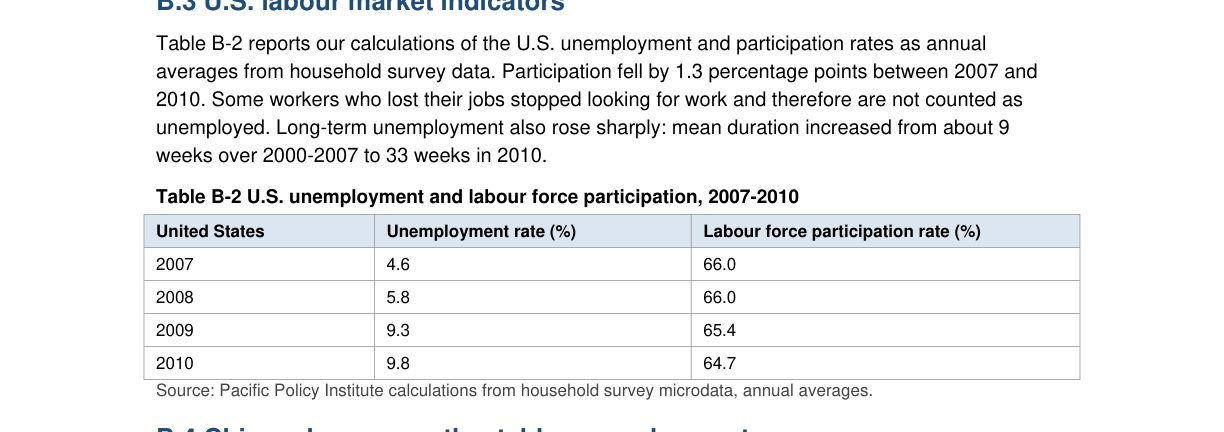 B.3 U.S. labour market indicators
Table B-2 reports our calculations of the U.S. unemployment and participation rates as annual
averages from household survey data. Participation fell by 1.3 percentage points between 2007 and
2010. Some workers who lost their jobs stopped looking for work and therefore are not counted as
unemployed. Long-term unemployment also rose sharply: mean duration increased from about 9
weeks over 2000-2007 to 33 weeks in 2010.
Table B-2 U.S. unemployment and labour force participation, 2007-2010
United States Unemployment rate (%) Labour force participation rate (%)
2007 4.6 66.0
2008 5.8 66.0
2009 9.3 65.4
2010 9.8 64.7
Source: Pacific Policy Institute calculations from household survey microdata, annual averages.